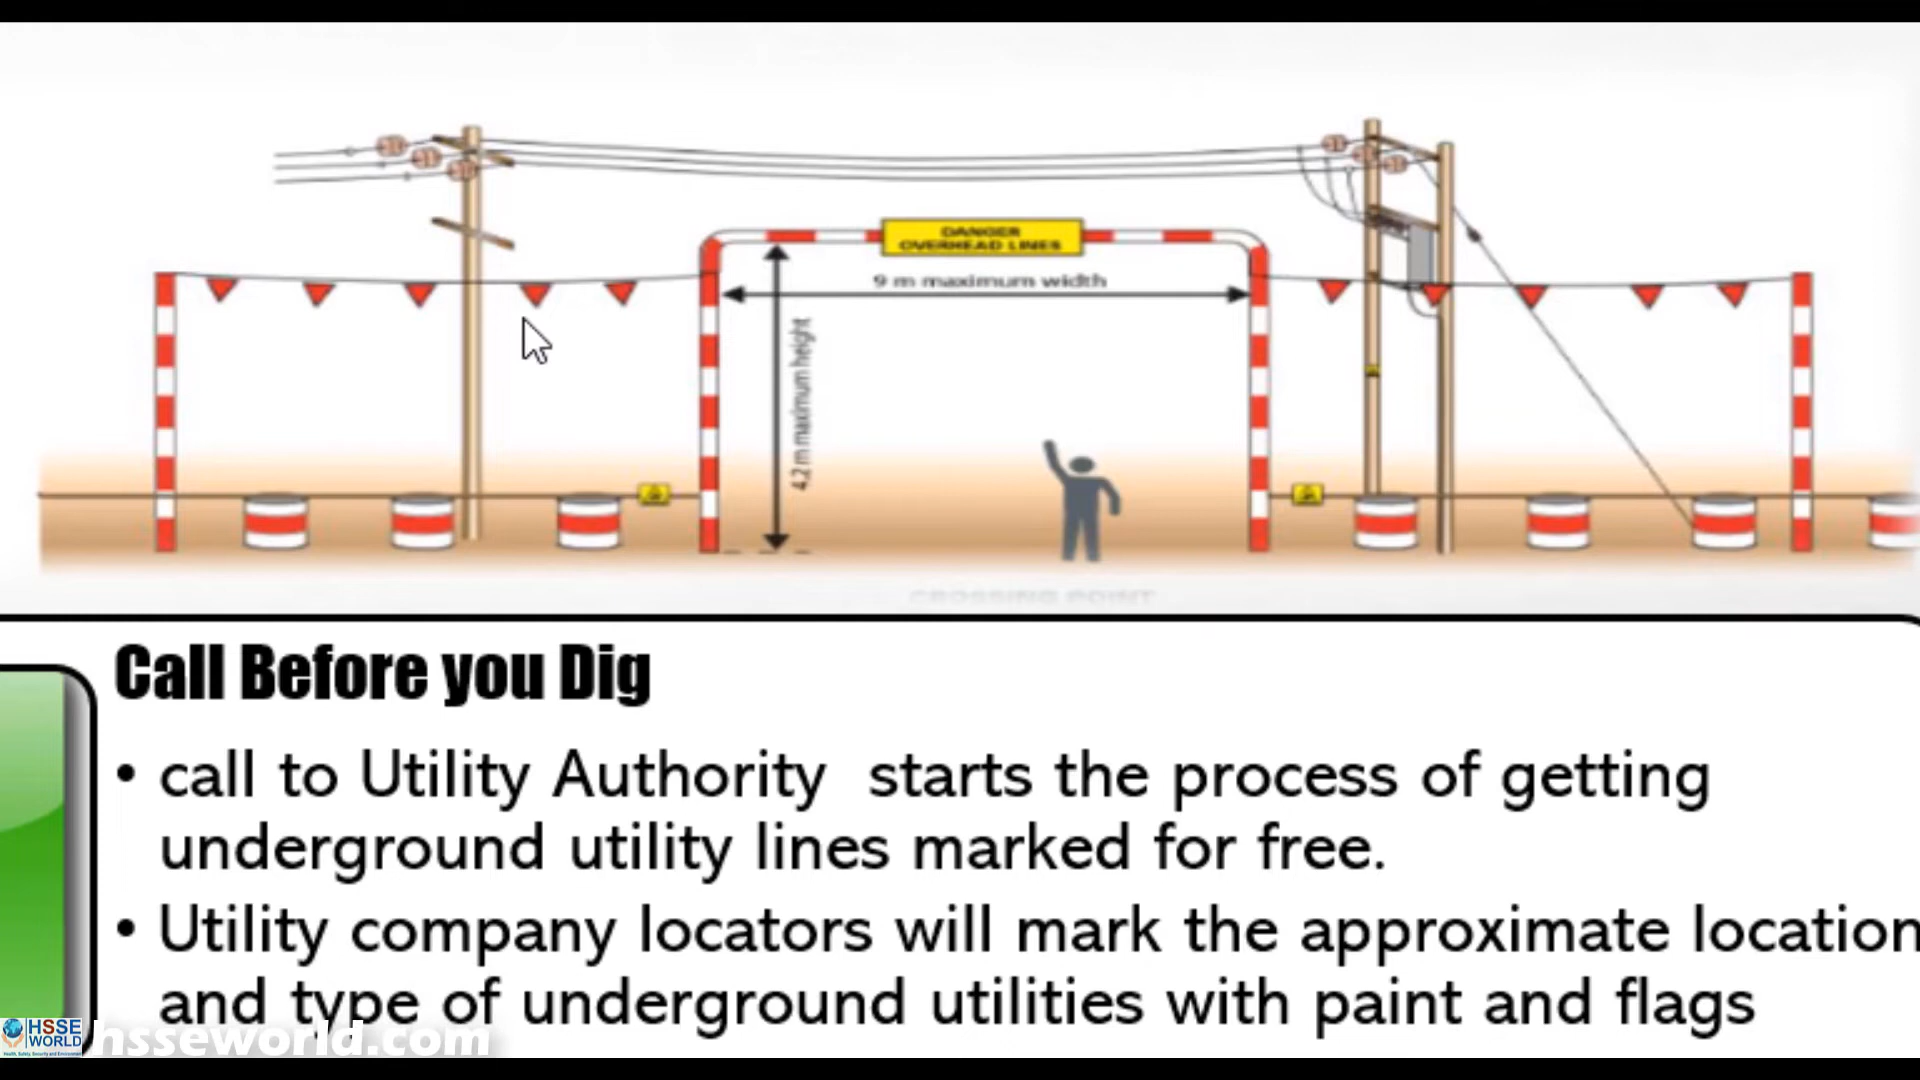 DANGER
OVERHEAD LINES
9 m maximum width
4.2 m maximum height
CROSSING POINT
Call Before you Dig
• call to Utility Authority starts the process of getting
underground utility lines marked for free.
• Utility company locators will mark the approximate location
and type of underground utilities with paint and flags
HSSE
WORLD
hsseworld.com